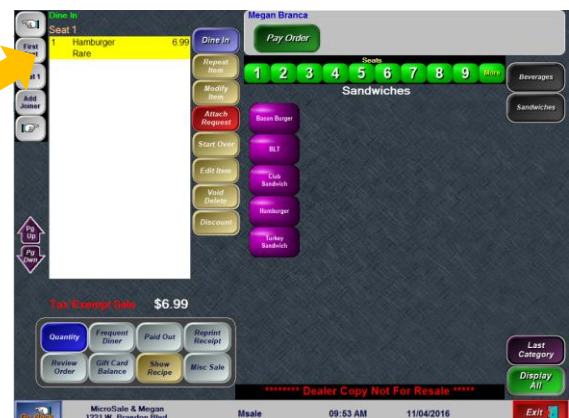 Dine In
Seat 1
1 Hamburger 6.99
Rare
First
Add
Joiner
Pg
Up
Pg
Dwn
Dine In
Repeat
Item
Modify
Item
Attach
Request
Start Over
Edit Item
Void
Delete
Discount
Megan Branca
Pay Order
Seats
1 2 3 4 5 6 7 8 9 More
Sandwiches
Bacon Burger
BLT
Club
Sandwich
Hamburger
Turkey
Sandwich
Beverages
Sandwiches
Tax Exempt Sale $6.99
Quantity
Frequent
Diner
Paid Out
Reprint
Receipt
Review
Order
Gift Card
Balance
Show
Recipe
Misc Sale
Last
Category
Display
All
******** Dealer Copy Not For Resale *****
MicroSale & Megan
Msale
09:53 AM
11/04/2016
Exit